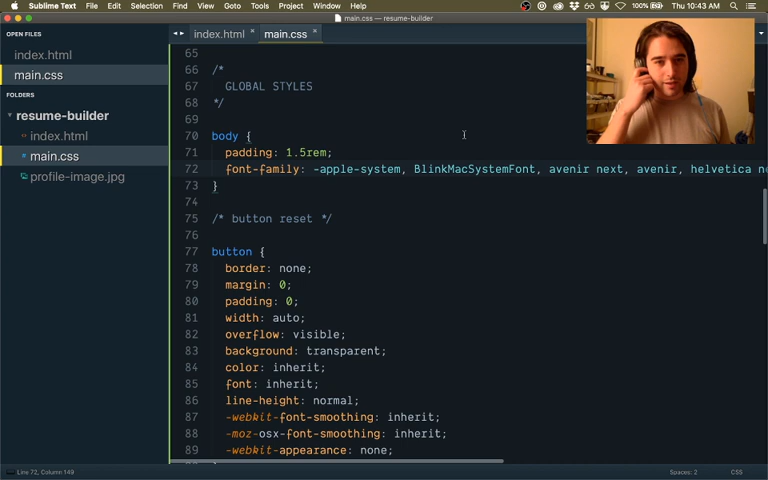 Sublime Text File Edit Selection Find View Goto Tools Project Window Help 100% Thu 10:43 AM
main.css — resume-builder
OPEN FILES
index.html
main.css
FOLDERS
resume-builder
index.html
main.css
profile-image.jpg
index.html main.css
65
66 /*
67 GLOBAL STYLES
68 */
69
70 body {
71 padding: 1.5rem;
72 font-family: -apple-system, BlinkMacSystemFont, avenir next, avenir, helvetica ne
73 }
74
75 /* button reset */
76
77 button {
78 border: none;
79 margin: 0;
80 padding: 0;
81 width: auto;
82 overflow: visible;
83 background: transparent;
84 color: inherit;
85 font: inherit;
86 line-height: normal;
87 -webkit-font-smoothing: inherit;
88 -moz-osx-font-smoothing: inherit;
89 -webkit-appearance: none;
Line 72, Column 149 Spaces: 2 CSS